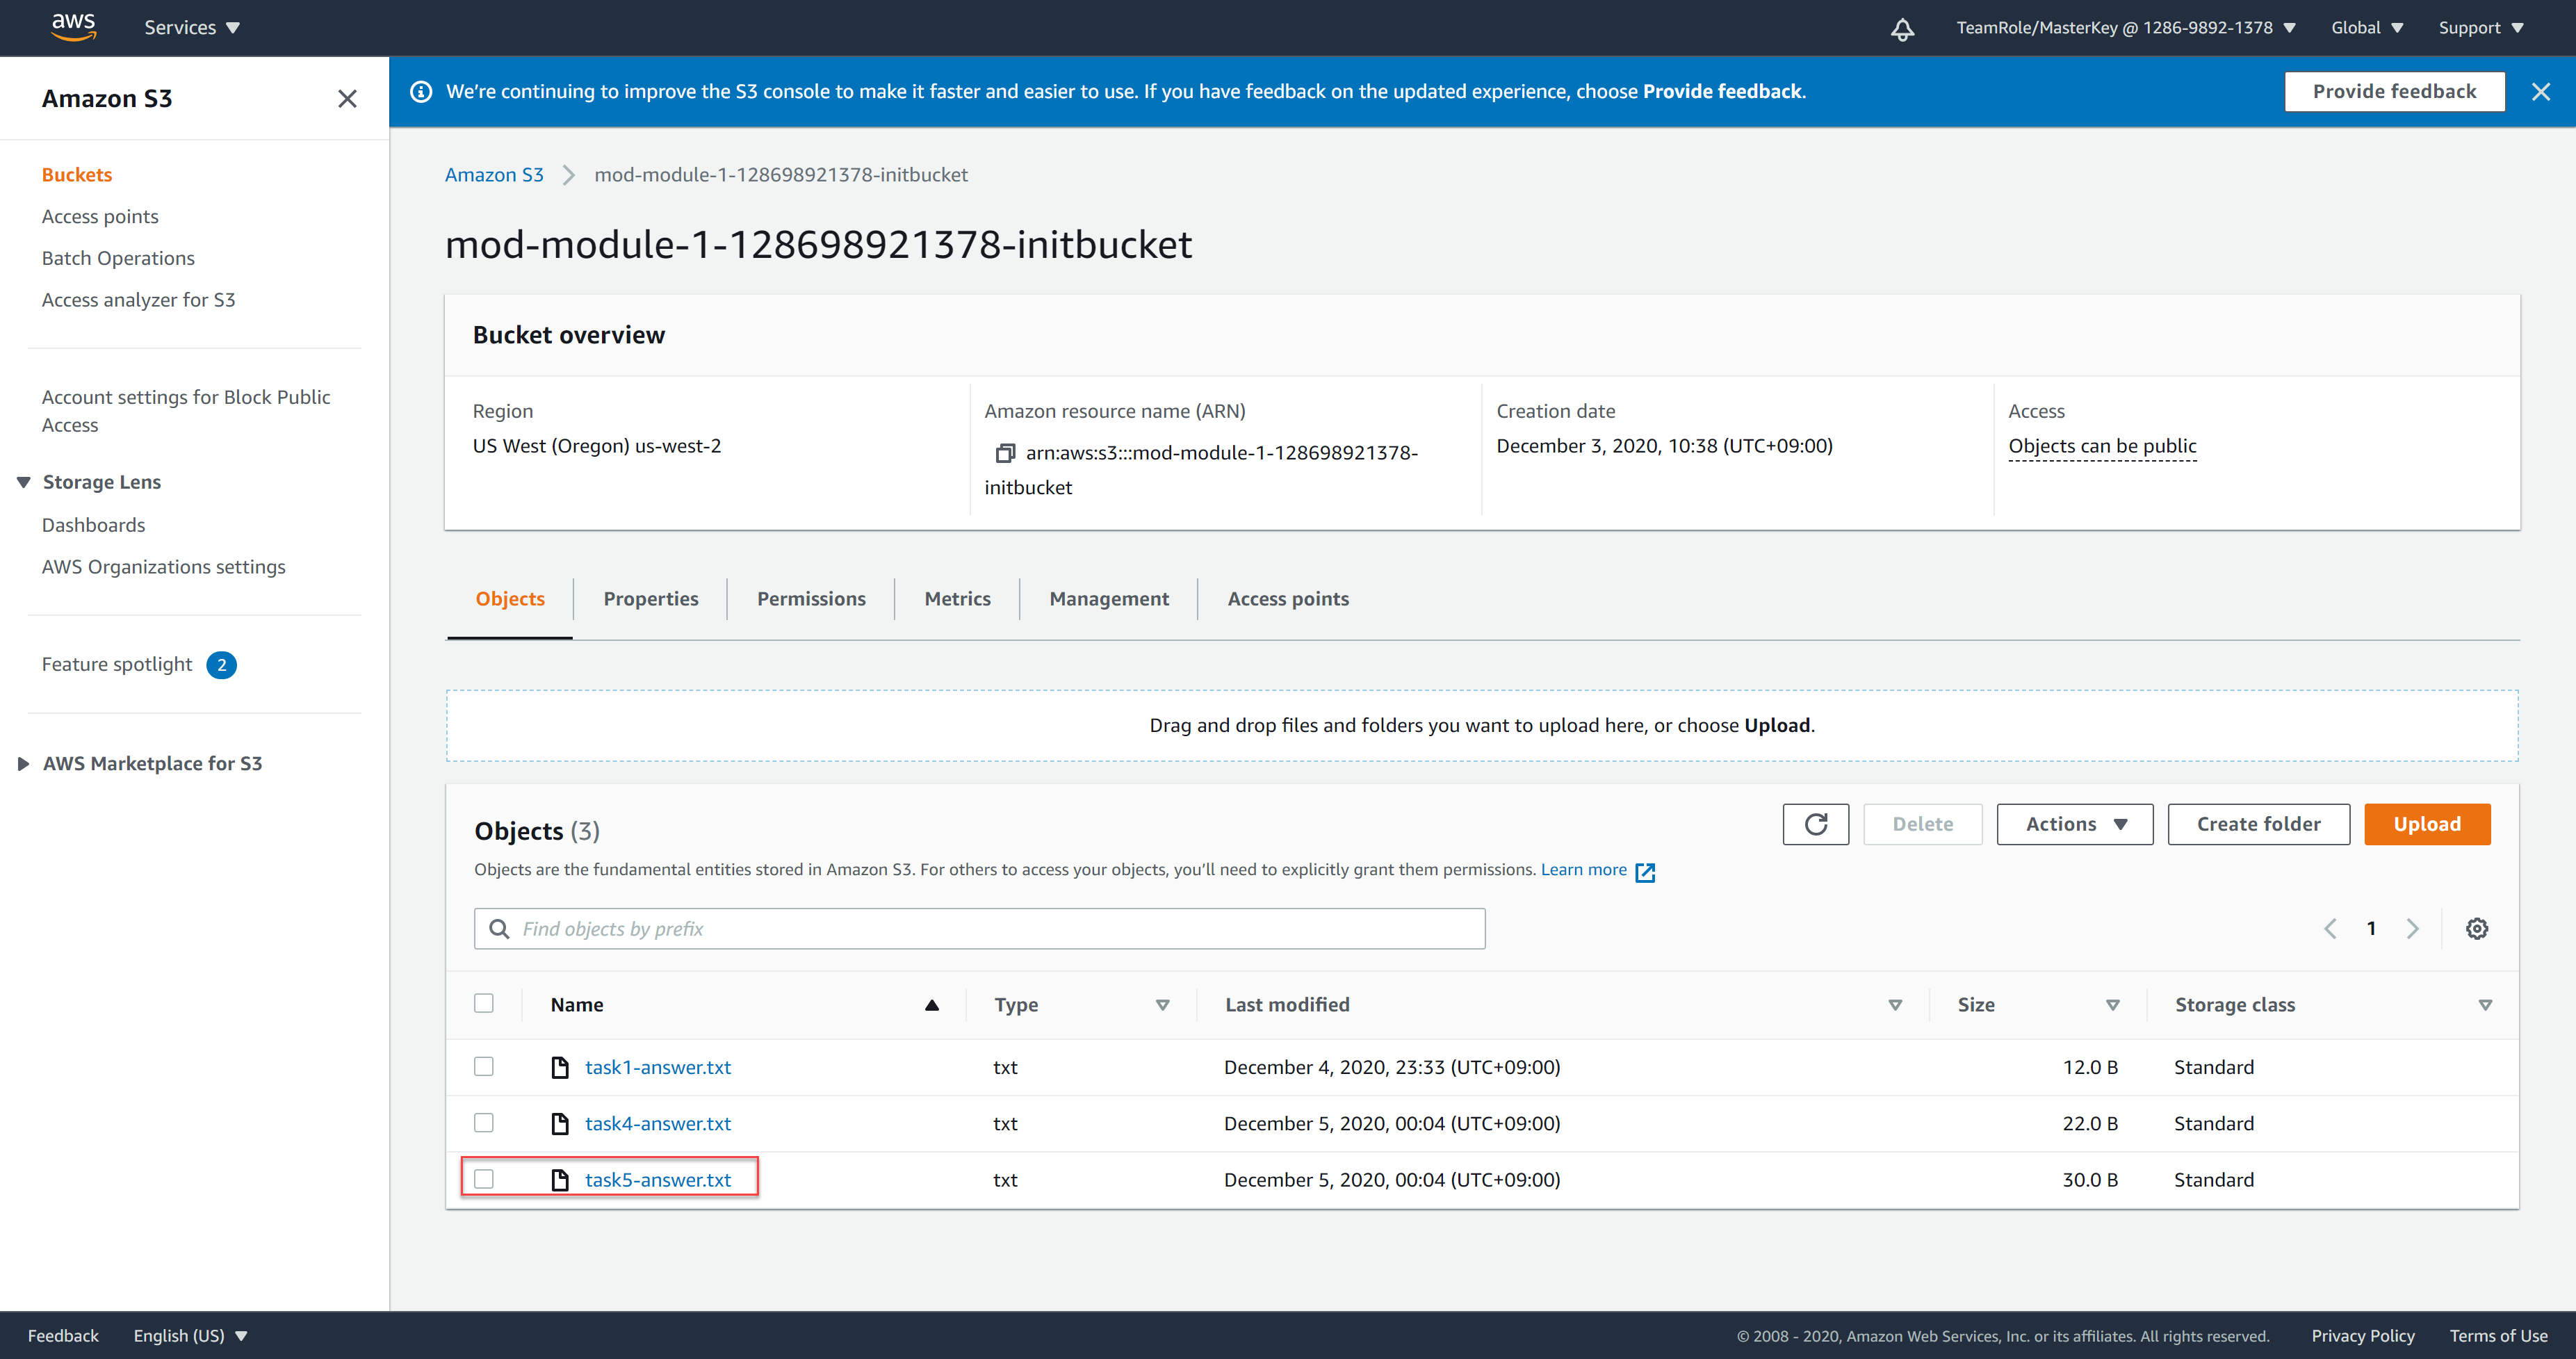 aws
Services
TeamRole/MasterKey @ 1286-9892-1378
Global
Support
Amazon S3
We're continuing to improve the S3 console to make it faster and easier to use. If you have feedback on the updated experience, choose Provide feedback.
Provide feedback
Buckets
Access points
Batch Operations
Access analyzer for S3
Account settings for Block Public
Access
Storage Lens
Dashboards
AWS Organizations settings
Feature spotlight 2
AWS Marketplace for S3
Amazon S3 mod-module-1-128698921378-initbucket
mod-module-1-128698921378-initbucket
Bucket overview
Region
US West (Oregon) us-west-2
Amazon resource name (ARN)
arn:aws:s3:::mod-module-1-128698921378-
initbucket
Creation date
December 3, 2020, 10:38 (UTC+09:00)
Access
Objects can be public
Objects
Properties
Permissions
Metrics
Management
Access points
Drag and drop files and folders you want to upload here, or choose Upload.
Objects (3)
Delete
Actions
Create folder
Upload
Objects are the fundamental entities stored in Amazon S3. For others to access your objects, you'll need to explicitly grant them permissions. Learn more
Find objects by prefix
1
Name Type Last modified Size Storage class
task1-answer.txt txt December 4, 2020, 23:33 (UTC+09:00) 12.0 B Standard
task4-answer.txt txt December 5, 2020, 00:04 (UTC+09:00) 22.0 B Standard
task5-answer.txt txt December 5, 2020, 00:04 (UTC+09:00) 30.0 B Standard
Feedback
English (US)
© 2008 - 2020, Amazon Web Services, Inc. or its affiliates. All rights reserved.
Privacy Policy
Terms of Use